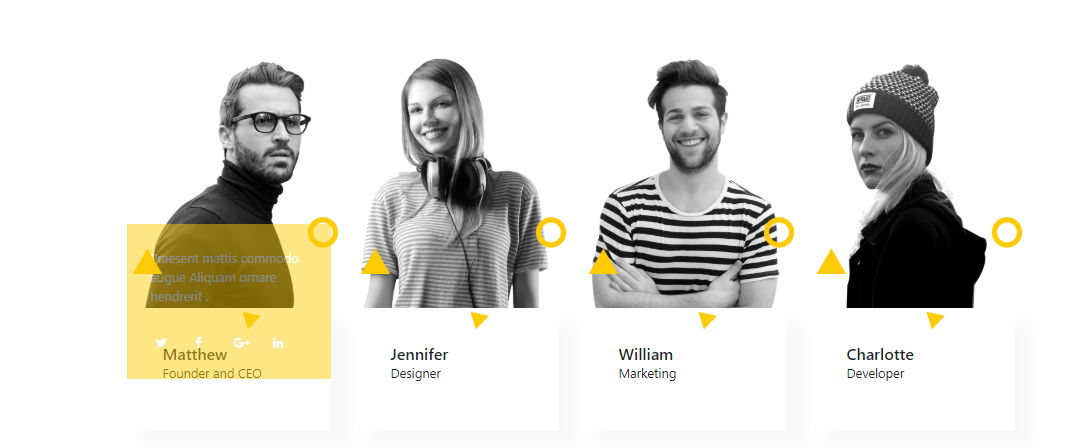 Praesent mattis commodo
augue Aliquam ornare
hendrerit .
Matthew
Founder and CEO
Jennifer
Designer
William
Marketing
Charlotte
Developer